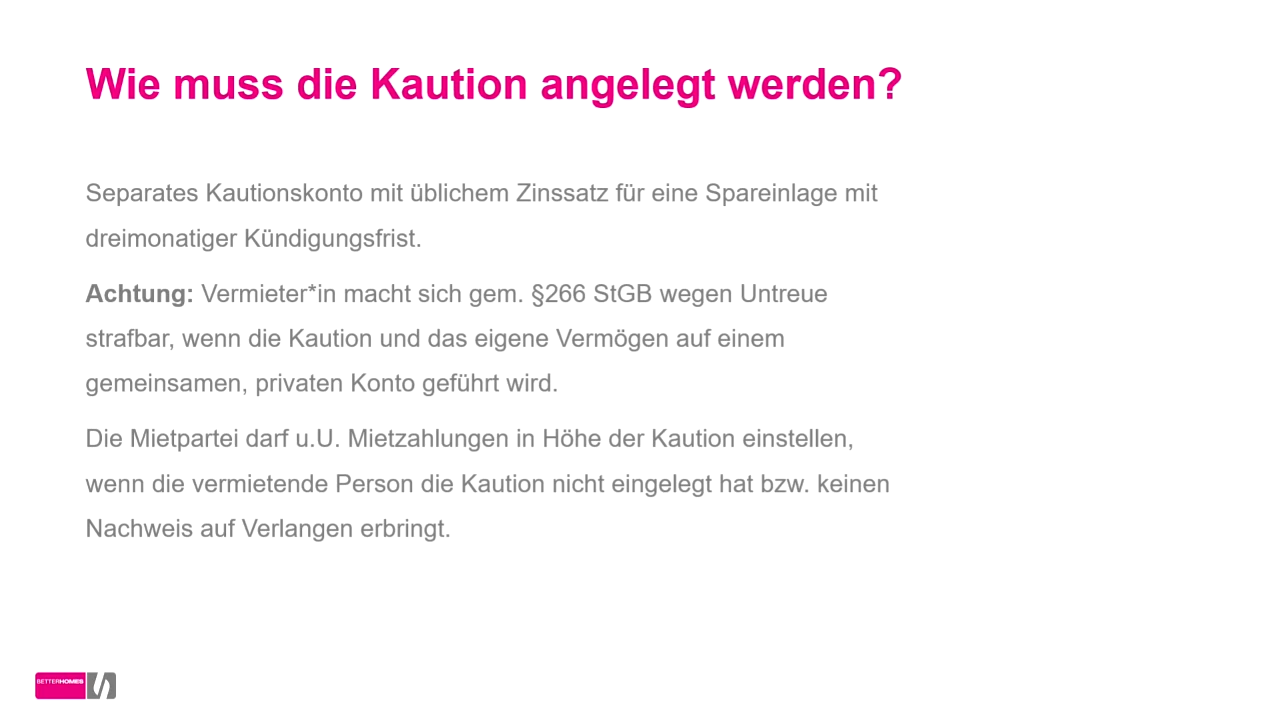 Wie muss die Kaution angelegt werden?
Separates Kautionskonto mit üblichem Zinssatz für eine Spareinlage mit
dreimonatiger Kündigungsfrist.
Achtung: Vermieter*in macht sich gem. §266 StGB wegen Untreue
strafbar, wenn die Kaution und das eigene Vermögen auf einem
gemeinsamen, privaten Konto geführt wird.
Die Mietpartei darf u.U. Mietzahlungen in Höhe der Kaution einstellen,
wenn die vermietende Person die Kaution nicht eingelegt hat bzw. keinen
Nachweis auf Verlangen erbringt.
BETTERHOMES